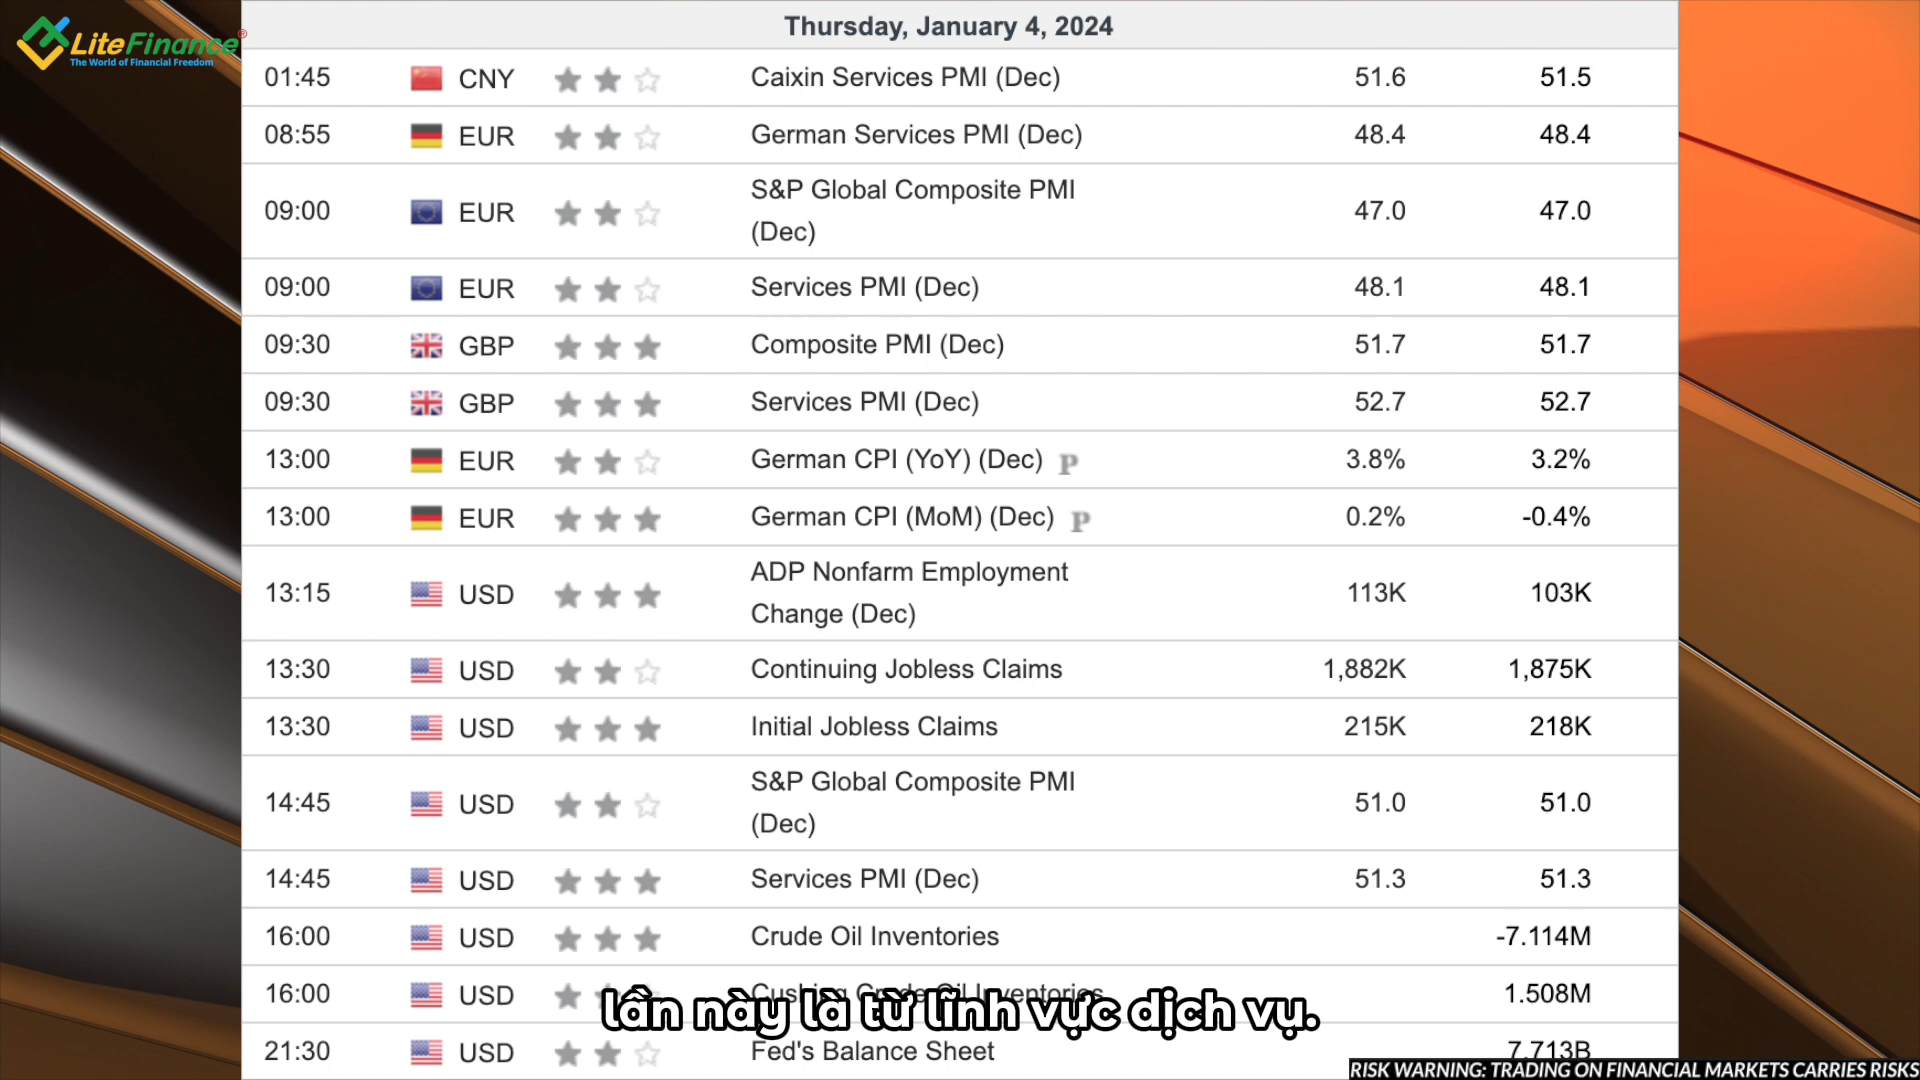 LiteFinance®
The World of Financial Freedom
Thursday, January 4, 2024
01:45 CNY Caixin Services PMI (Dec) 51.6 51.5
08:55 EUR German Services PMI (Dec) 48.4 48.4
09:00 EUR S&P Global Composite PMI (Dec) 47.0 47.0
09:00 EUR Services PMI (Dec) 48.1 48.1
09:30 GBP Composite PMI (Dec) 51.7 51.7
09:30 GBP Services PMI (Dec) 52.7 52.7
13:00 EUR German CPI (YoY) (Dec) P 3.8% 3.2%
13:00 EUR German CPI (MoM) (Dec) P 0.2% -0.4%
13:15 USD ADP Nonfarm Employment Change (Dec) 113K 103K
13:30 USD Continuing Jobless Claims 1,882K 1,875K
13:30 USD Initial Jobless Claims 215K 218K
14:45 USD S&P Global Composite PMI (Dec) 51.0 51.0
14:45 USD Services PMI (Dec) 51.3 51.3
16:00 USD Crude Oil Inventories -7.114M
16:00 USD Cushing Crude Oil Inventories 1.508M
lần này là từ lĩnh vực dịch vụ.
21:30 USD Fed's Balance Sheet 7,713B
RISK WARNING: TRADING ON FINANCIAL MARKETS CARRIES RISKS